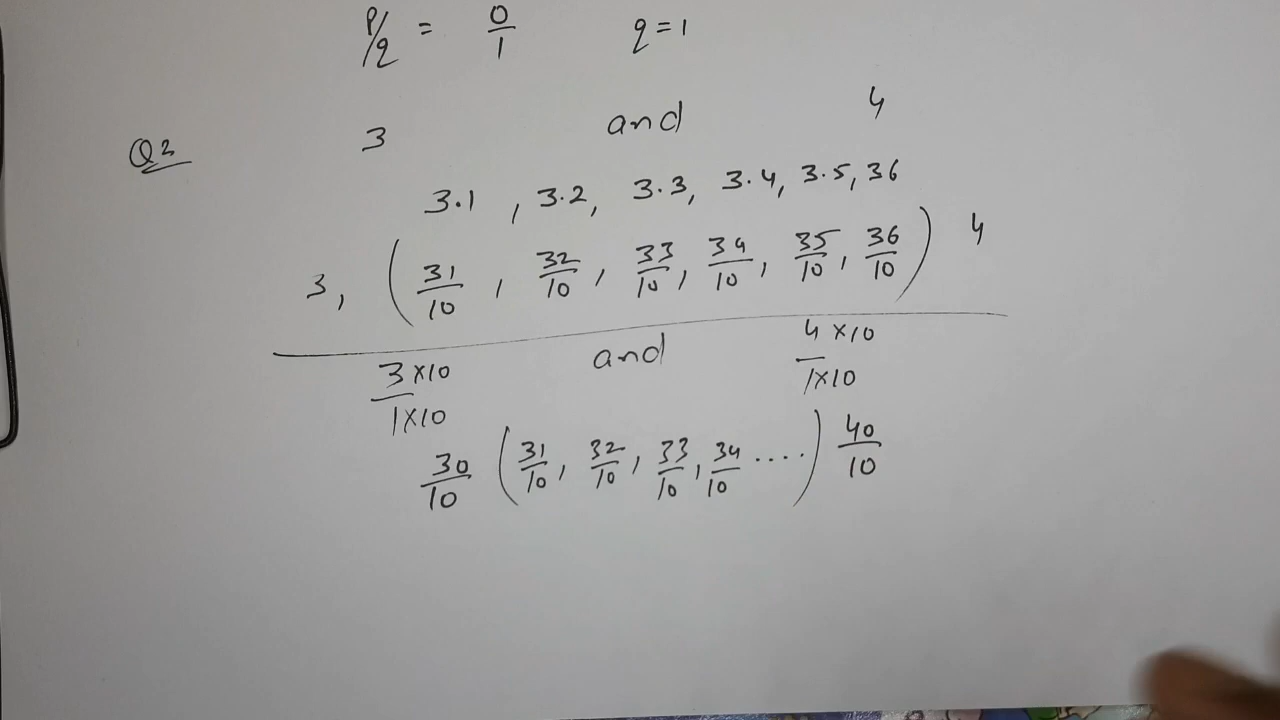 p/q = 0/1 q=1
Q2 3 and 4
3.1 , 3.2, 3.3, 3.4, 3.5, 36
3, ( 31/10 , 32/10 , 33/10 , 34/10 , 35/10 , 36/10 ) 4
3×10/1×10 and 4×10/1×10
30/10 ( 31/10 , 32/10 , 33/10 , 34/10 .... ) 40/10